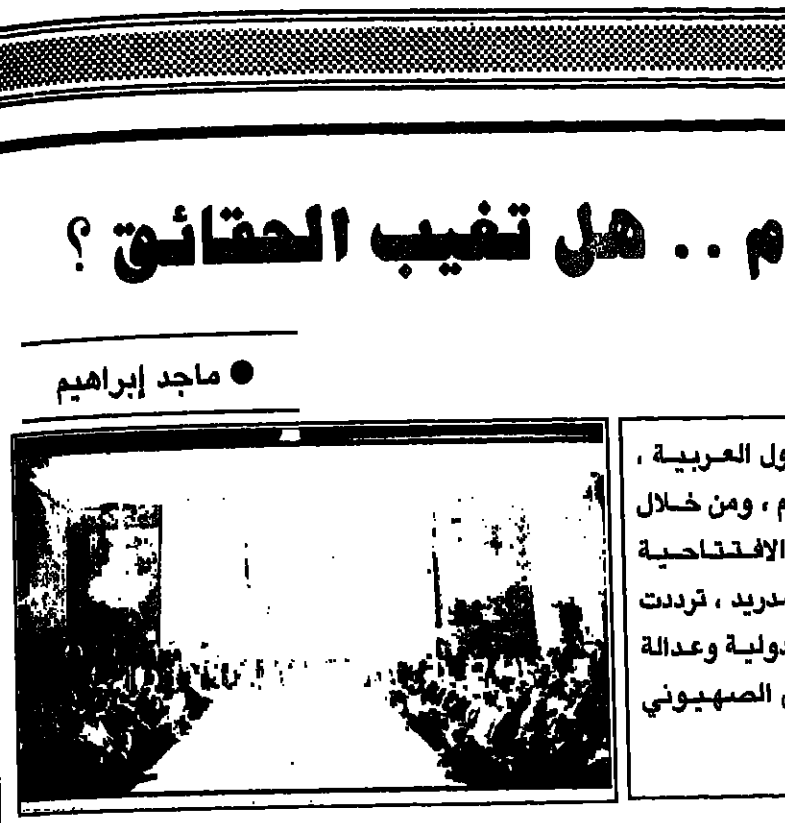 م .. هل تغيب الحقائق ؟
● ماجد إبراهيم
ول العربية ،
م ، ومن خلال
الافتتاحية
دريد ، ترددت
دولية وعدالة
الصهيوني